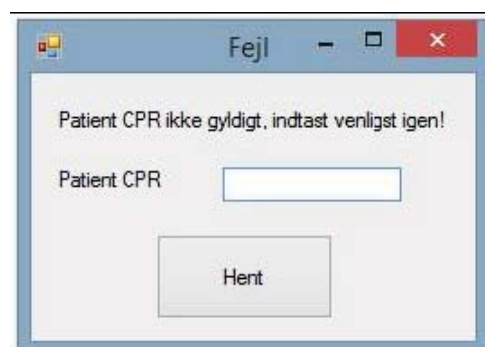 Fejl
Patient CPR ikke gyldigt, indtast venligst igen!
Patient CPR
Hent